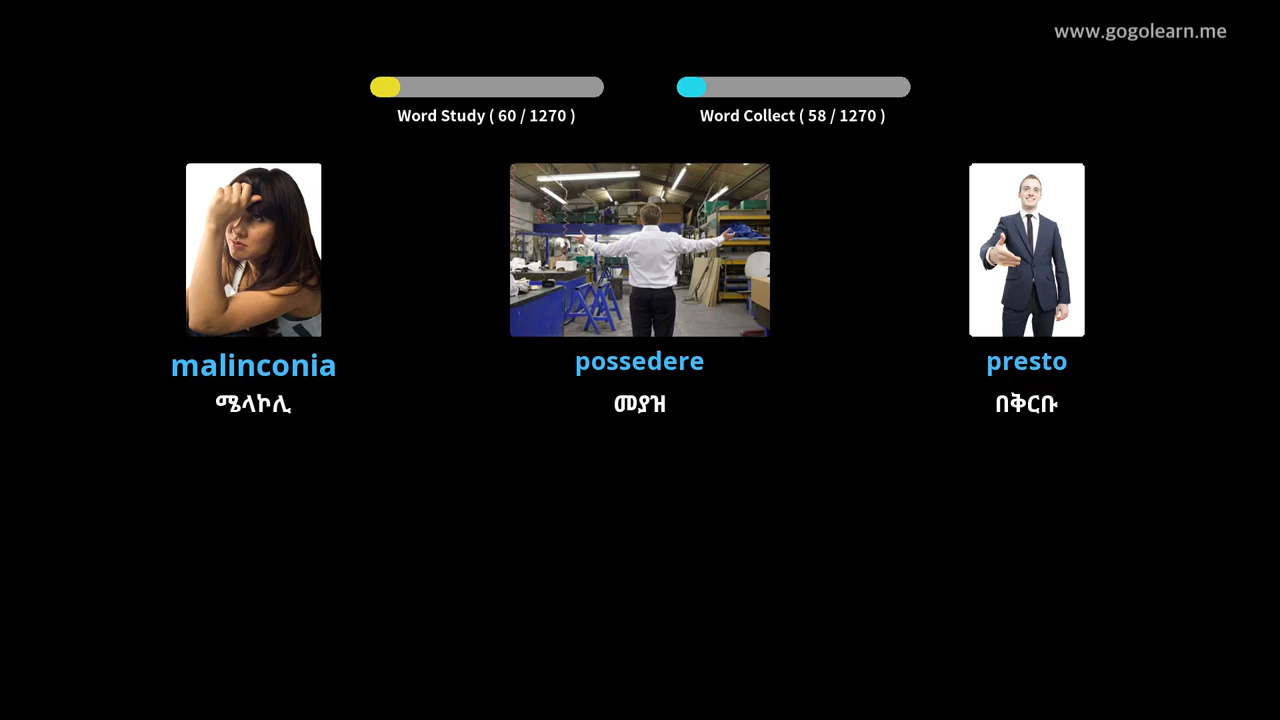 www.gogolearn.me
Word Study ( 60 / 1270 )
Word Collect ( 58 / 1270 )
malinconia
possedere
presto
ሜላኮሊ
መያዝ
በቅርቡ